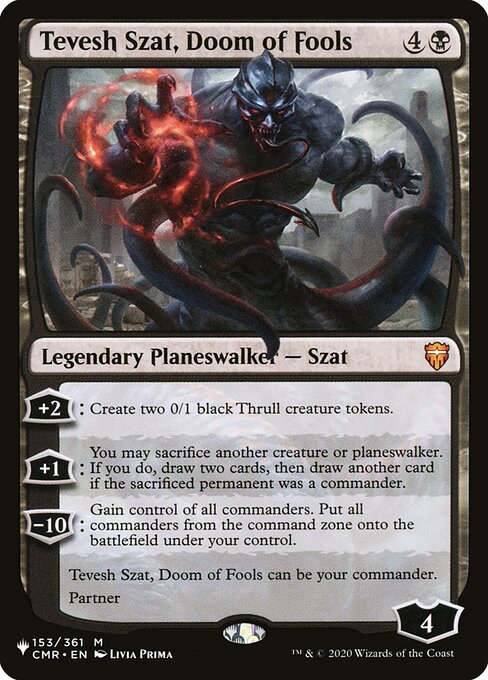 Tevesh Szat, Doom of Fools 4
Legendary Planeswalker — Szat
+2 : Create two 0/1 black Thrull creature tokens.
You may sacrifice another creature or planeswalker.
+1 : If you do, draw two cards, then draw another card
if the sacrificed permanent was a commander.
Gain control of all commanders. Put all
−10 : commanders from the command zone onto the
battlefield under your control.
Tevesh Szat, Doom of Fools can be your commander.
Partner
4
153/361 M
CMR • EN Livia Prima
™ & © 2020 Wizards of the Coast